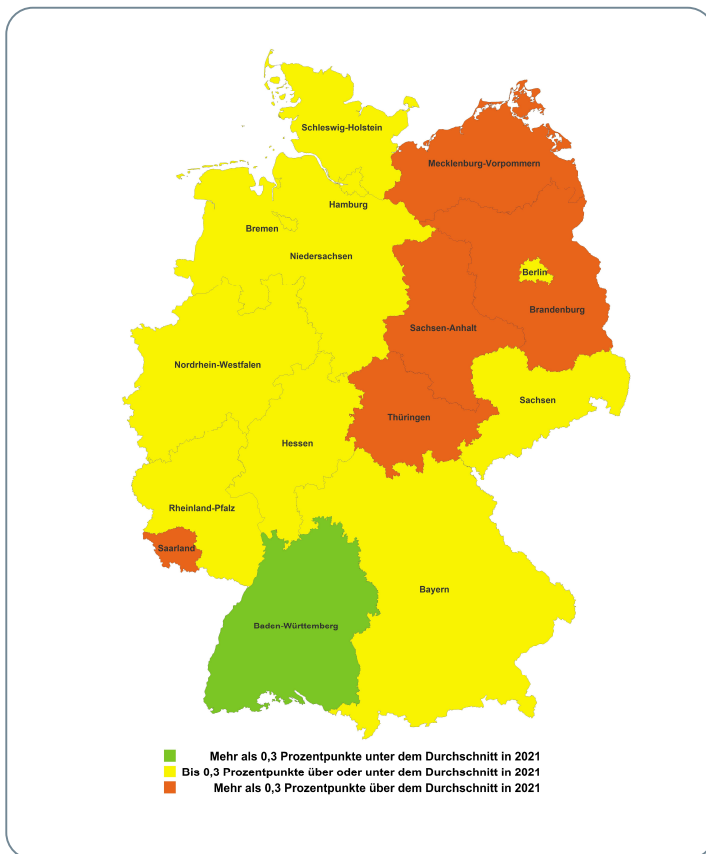 Schleswig-Holstein
Mecklenburg-Vorpommern
Hamburg
Bremen
Niedersachsen
Berlin
Brandenburg
Sachsen-Anhalt
Nordrhein-Westfalen
Sachsen
Thüringen
Hessen
Rheinland-Pfalz
Saarland
Bayern
Baden-Württemberg
Mehr als 0,3 Prozentpunkte unter dem Durchschnitt in 2021
Bis 0,3 Prozentpunkte über oder unter dem Durchschnitt in 2021
Mehr als 0,3 Prozentpunkte über dem Durchschnitt in 2021